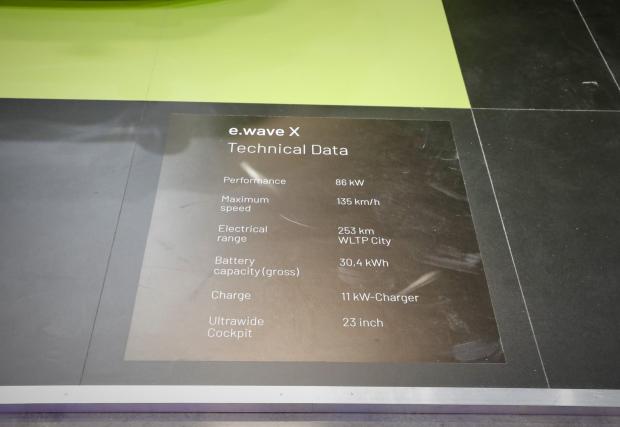 e.wave X
Technical Data
Performance 86 kW
Maximum speed 135 km/h
Electrical range 253 km WLTP City
Battery capacity (gross) 30,4 kWh
Charge 11 kW-Charger
Ultrawide Cockpit 23 inch